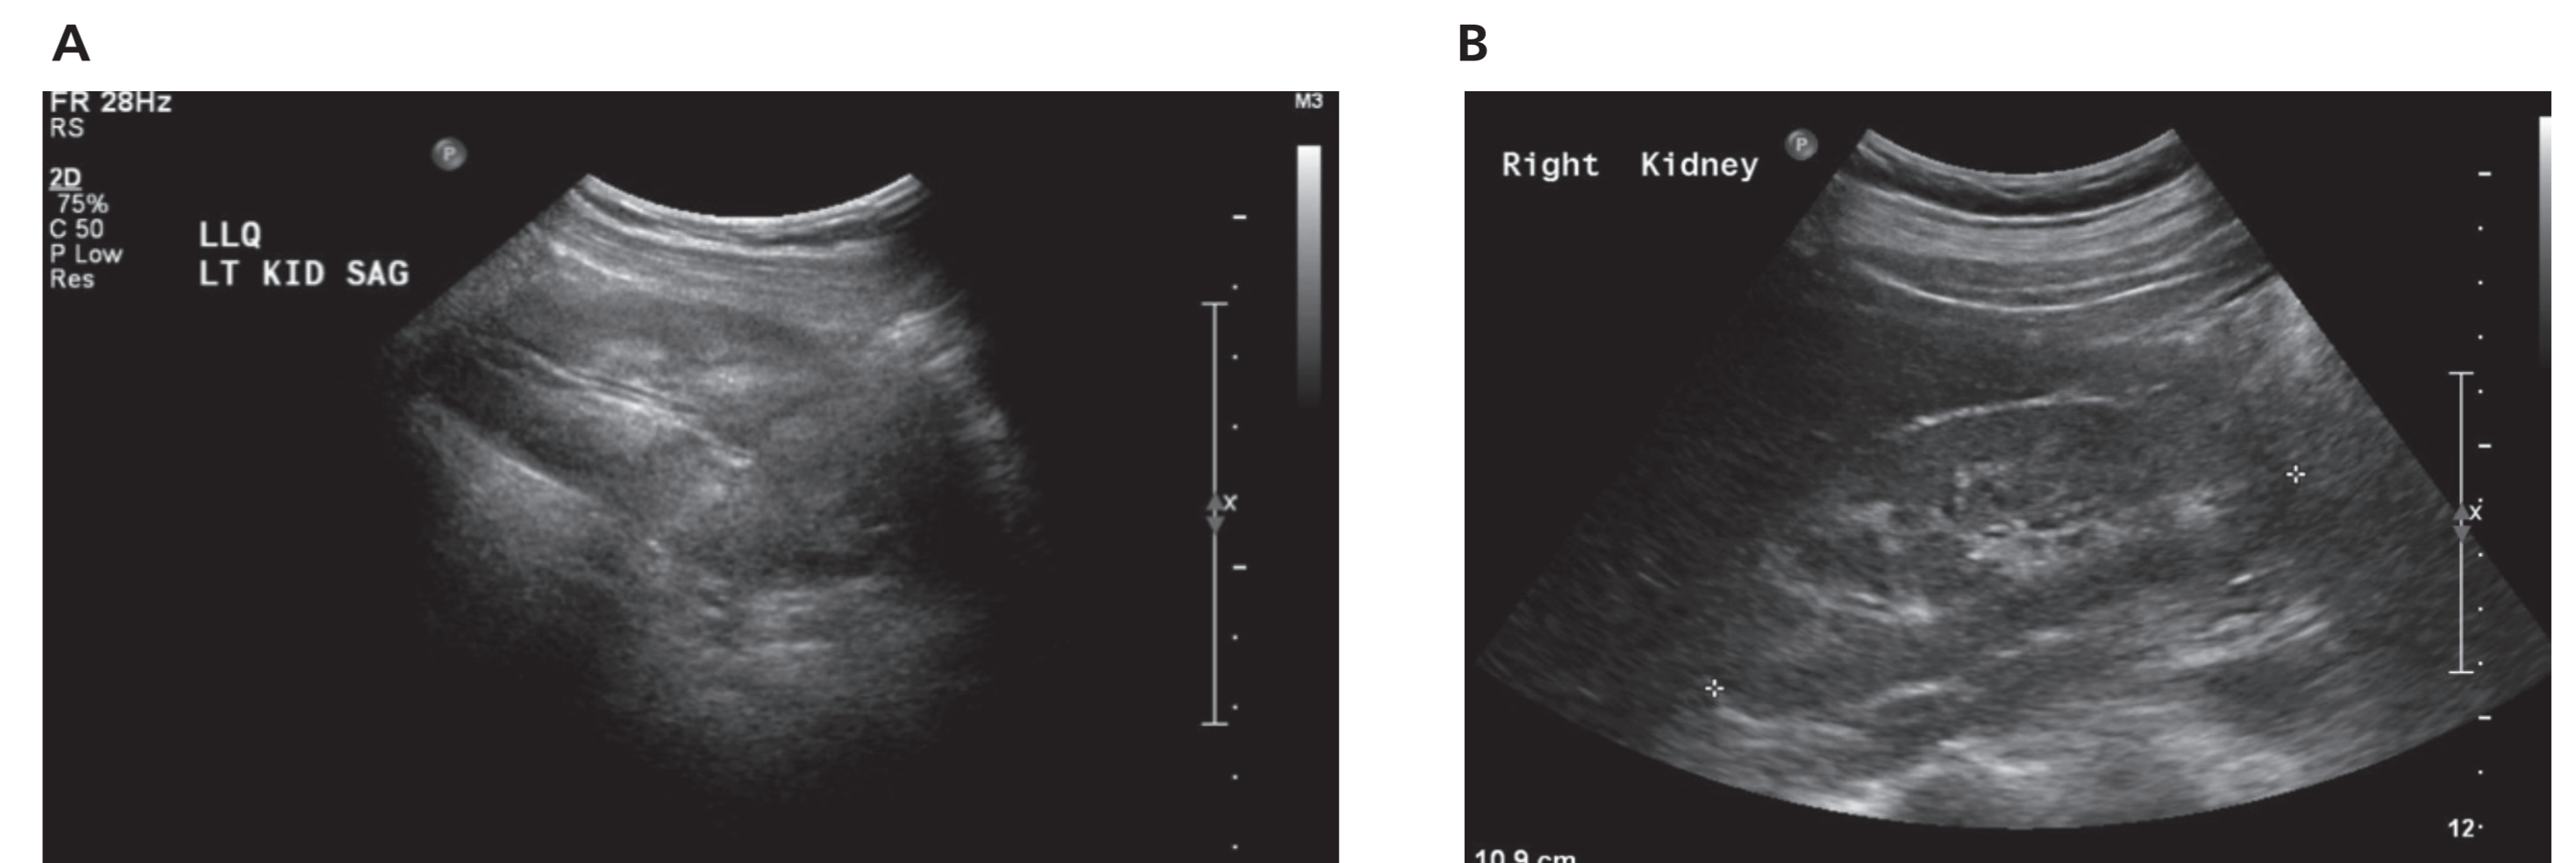 A
B
FR 28Hz
RS
M3
P
2D
75%
C 50
P Low
Res
LLQ
LT KID SAG
X
Right Kidney
P
X
12
10.9 cm